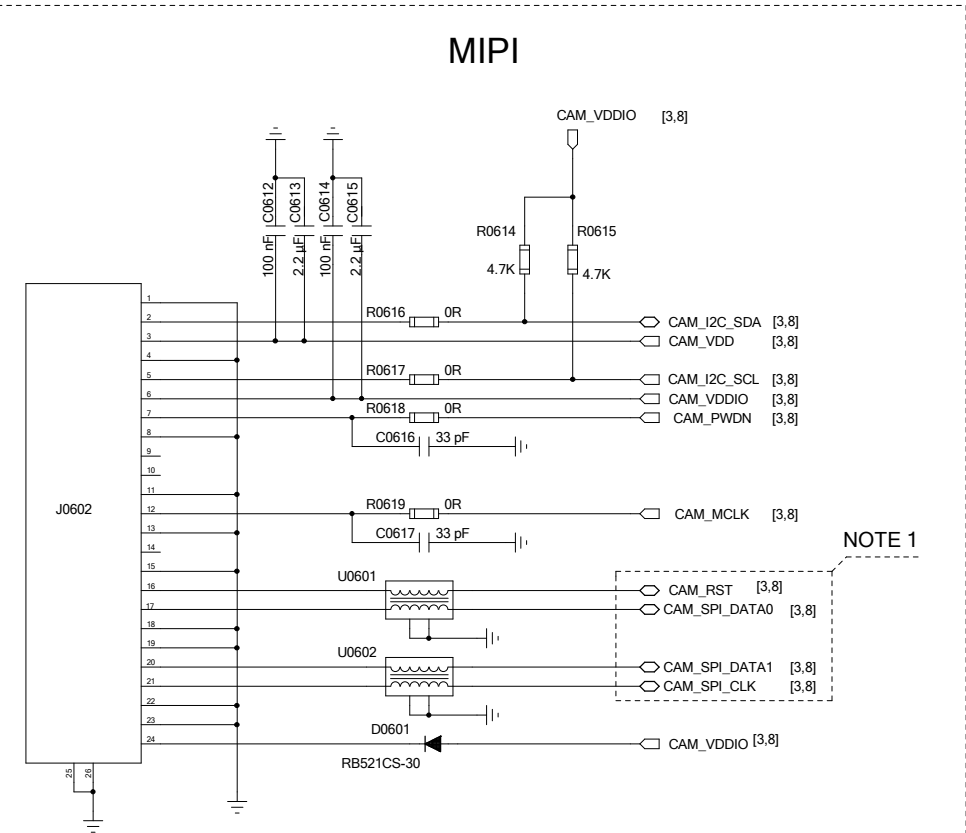 MIPI
CAM_VDDIO [3,8]
C0612
100 nF
C0613
2.2 µF
C0614
100 nF
C0615
2.2 µF
R0614
4.7K
R0615
4.7K
J0602
1
2
R0616 0R
CAM_I2C_SDA [3,8]
3
CAM_VDD [3,8]
4
5
R0617 0R
CAM_I2C_SCL [3,8]
6
CAM_VDDIO [3,8]
7
R0618 0R
CAM_PWDN [3,8]
8
C0616 33 pF
9
10
11
12
R0619 0R
CAM_MCLK [3,8]
13
C0617 33 pF
NOTE 1
14
15
16
U0601
CAM_RST [3,8]
17
CAM_SPI_DATA0 [3,8]
18
19
20
U0602
CAM_SPI_DATA1 [3,8]
21
CAM_SPI_CLK [3,8]
22
23
24
D0601
RB521CS-30
CAM_VDDIO [3,8]
25
26